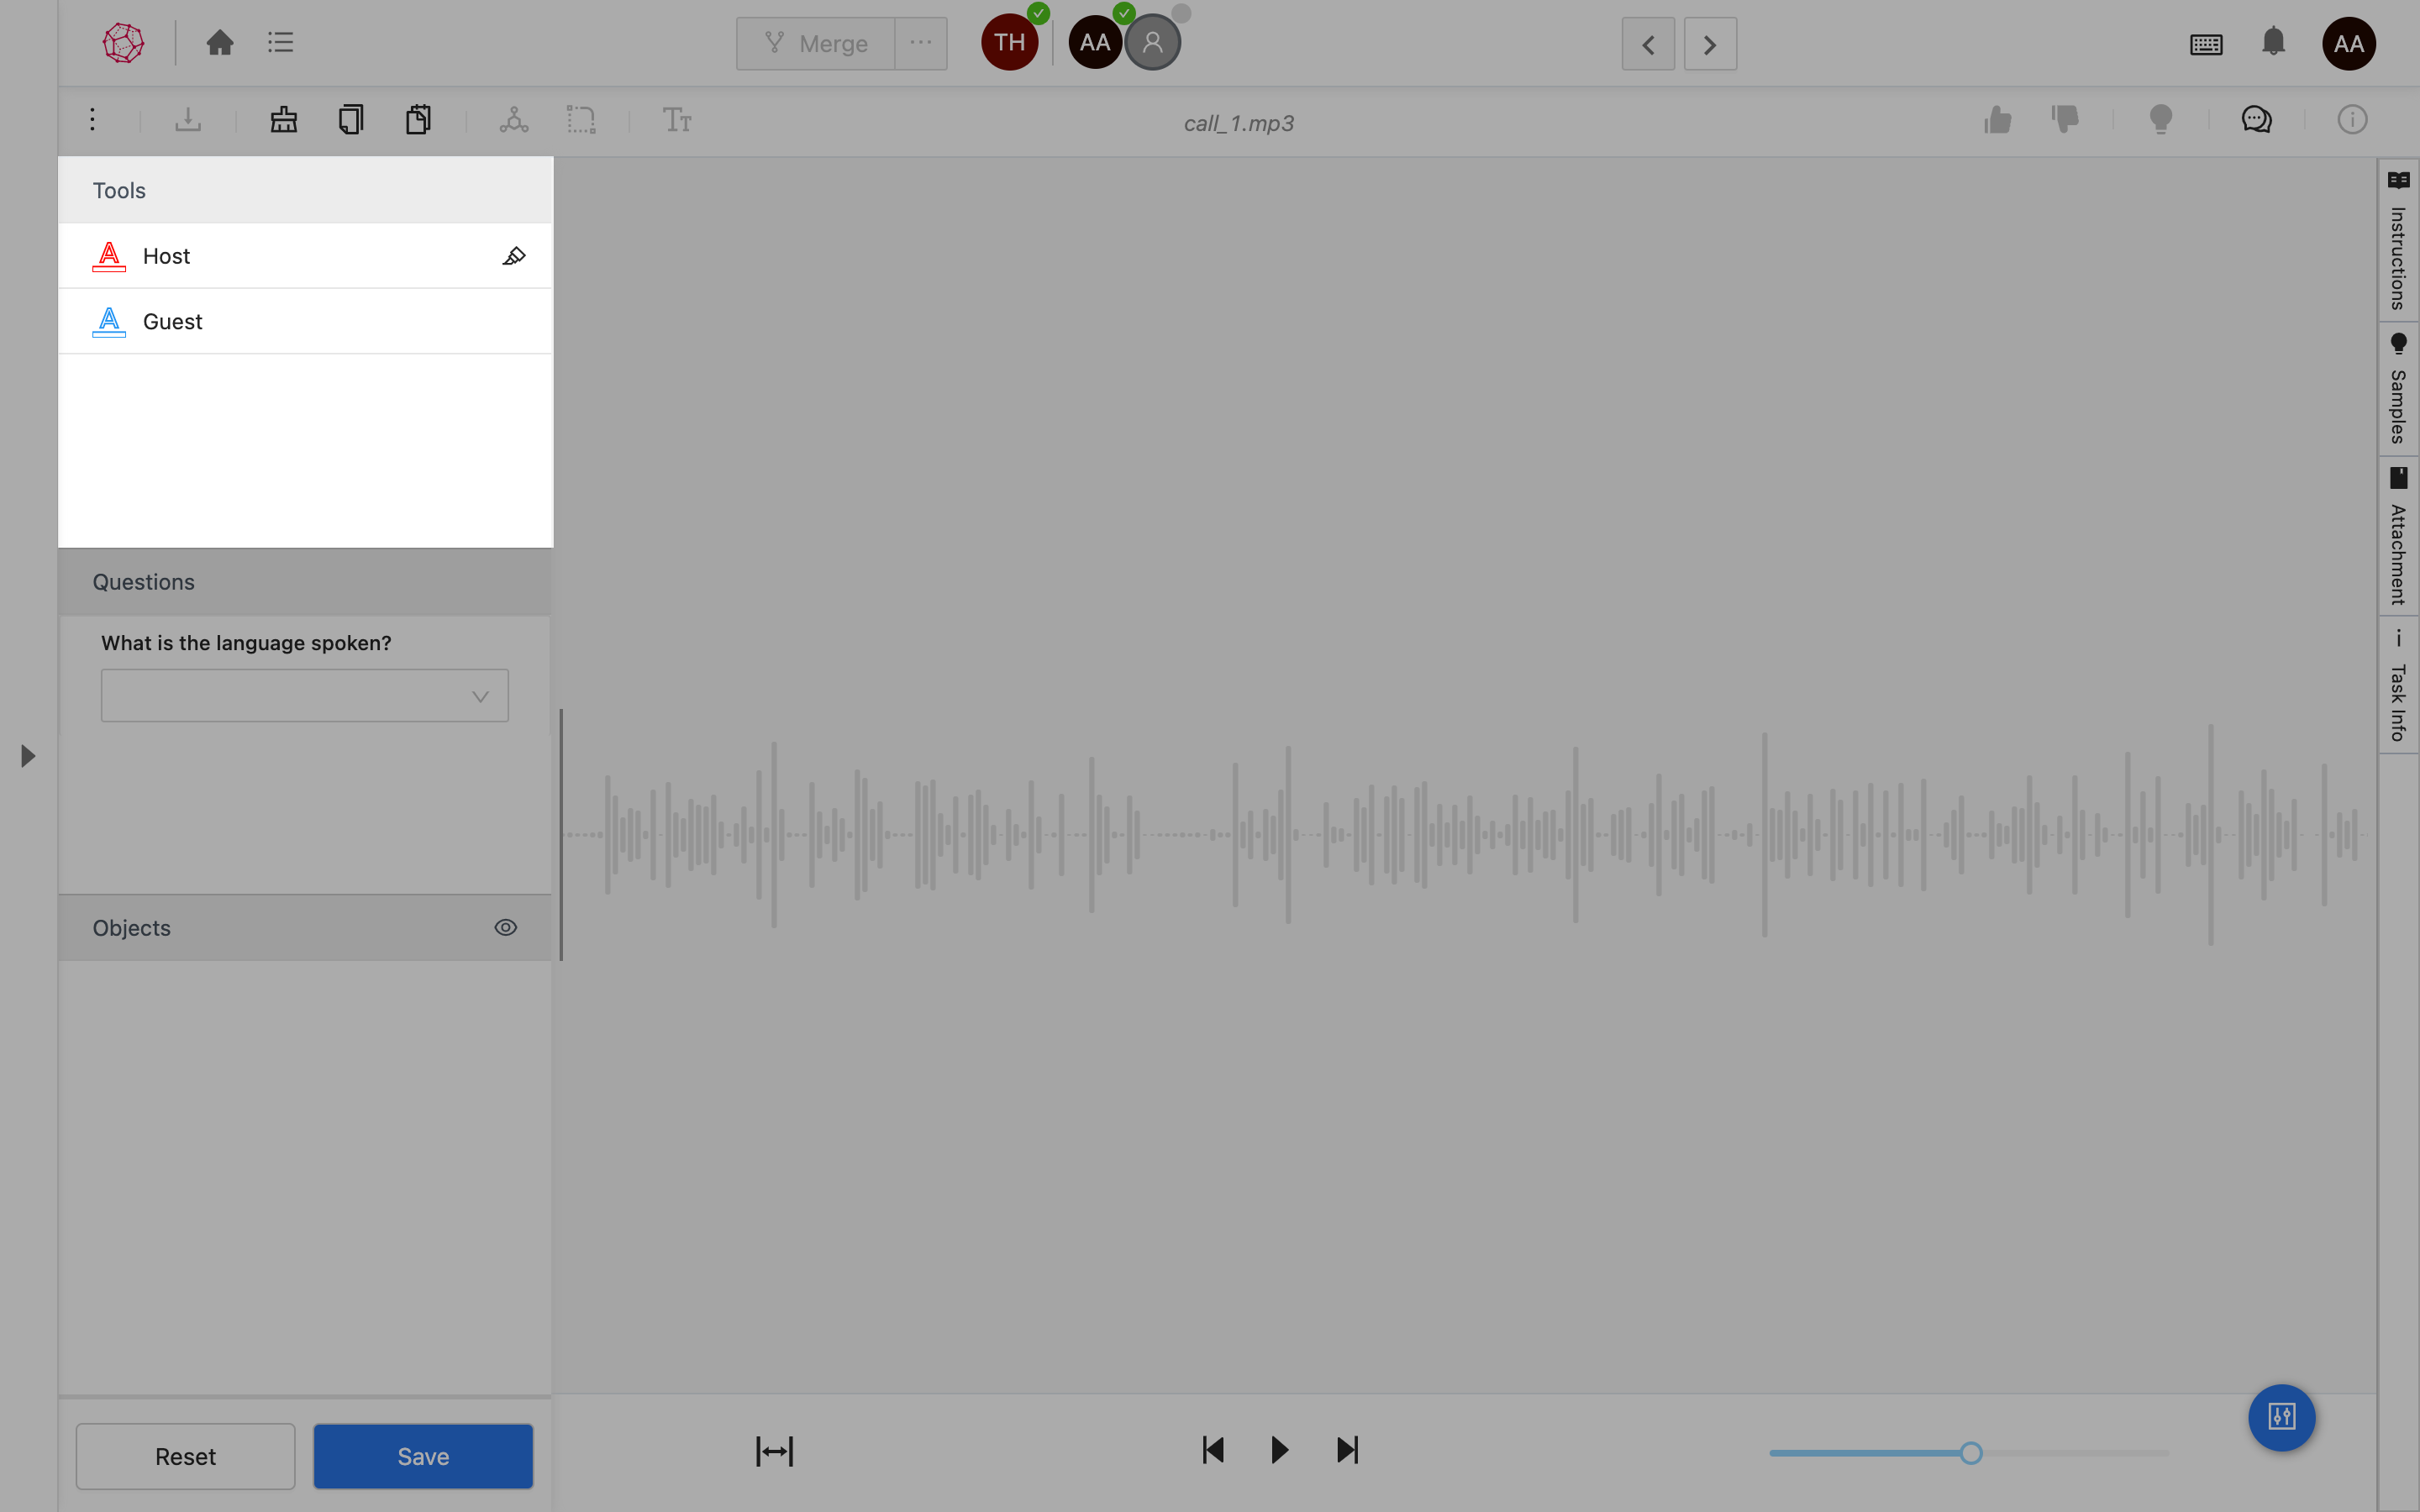 Merge
TH
AA
AA
call_1.mp3
Tools
Host
Guest
Questions
What is the language spoken?
Objects
Reset
Save
Instructions
Samples
Attachment
Task Info